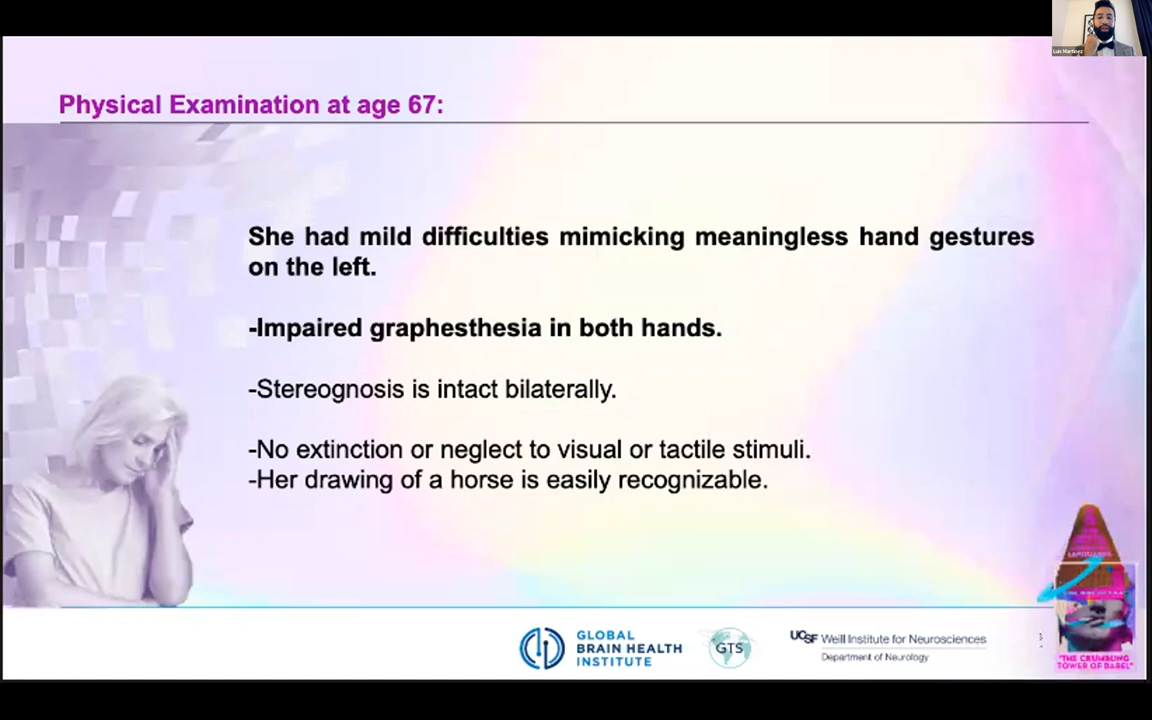 Luis Martinez
Physical Examination at age 67:
She had mild difficulties mimicking meaningless hand gestures
on the left.
-Impaired graphesthesia in both hands.
-Stereognosis is intact bilaterally.
-No extinction or neglect to visual or tactile stimuli.
-Her drawing of a horse is easily recognizable.
GLOBAL
BRAIN HEALTH
INSTITUTE
GTS
UCSF Weill Institute for Neurosciences
Department of Neurology
"THE CRUMBLING
TOWER OF BABEL"